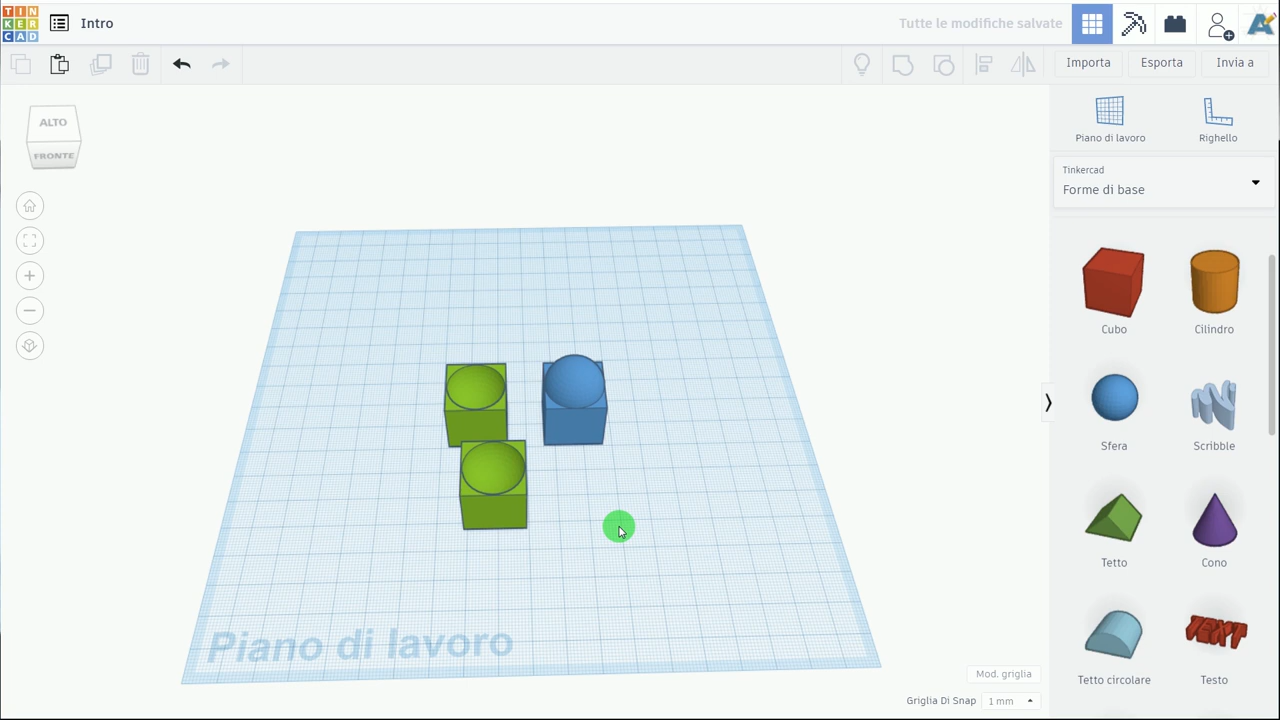 TIN
KER
CAD
Intro
Tutte le modifiche salvate
Importa
Esporta
Invia a
ALTO
FRONTE
Piano di lavoro
Righello
Tinkercad
Forme di base
Cubo
Cilindro
Sfera
Scribble
Tetto
Cono
TEXT
Tetto circolare
Testo
Piano di lavoro
Mod. griglia
Griglia Di Snap
1 mm